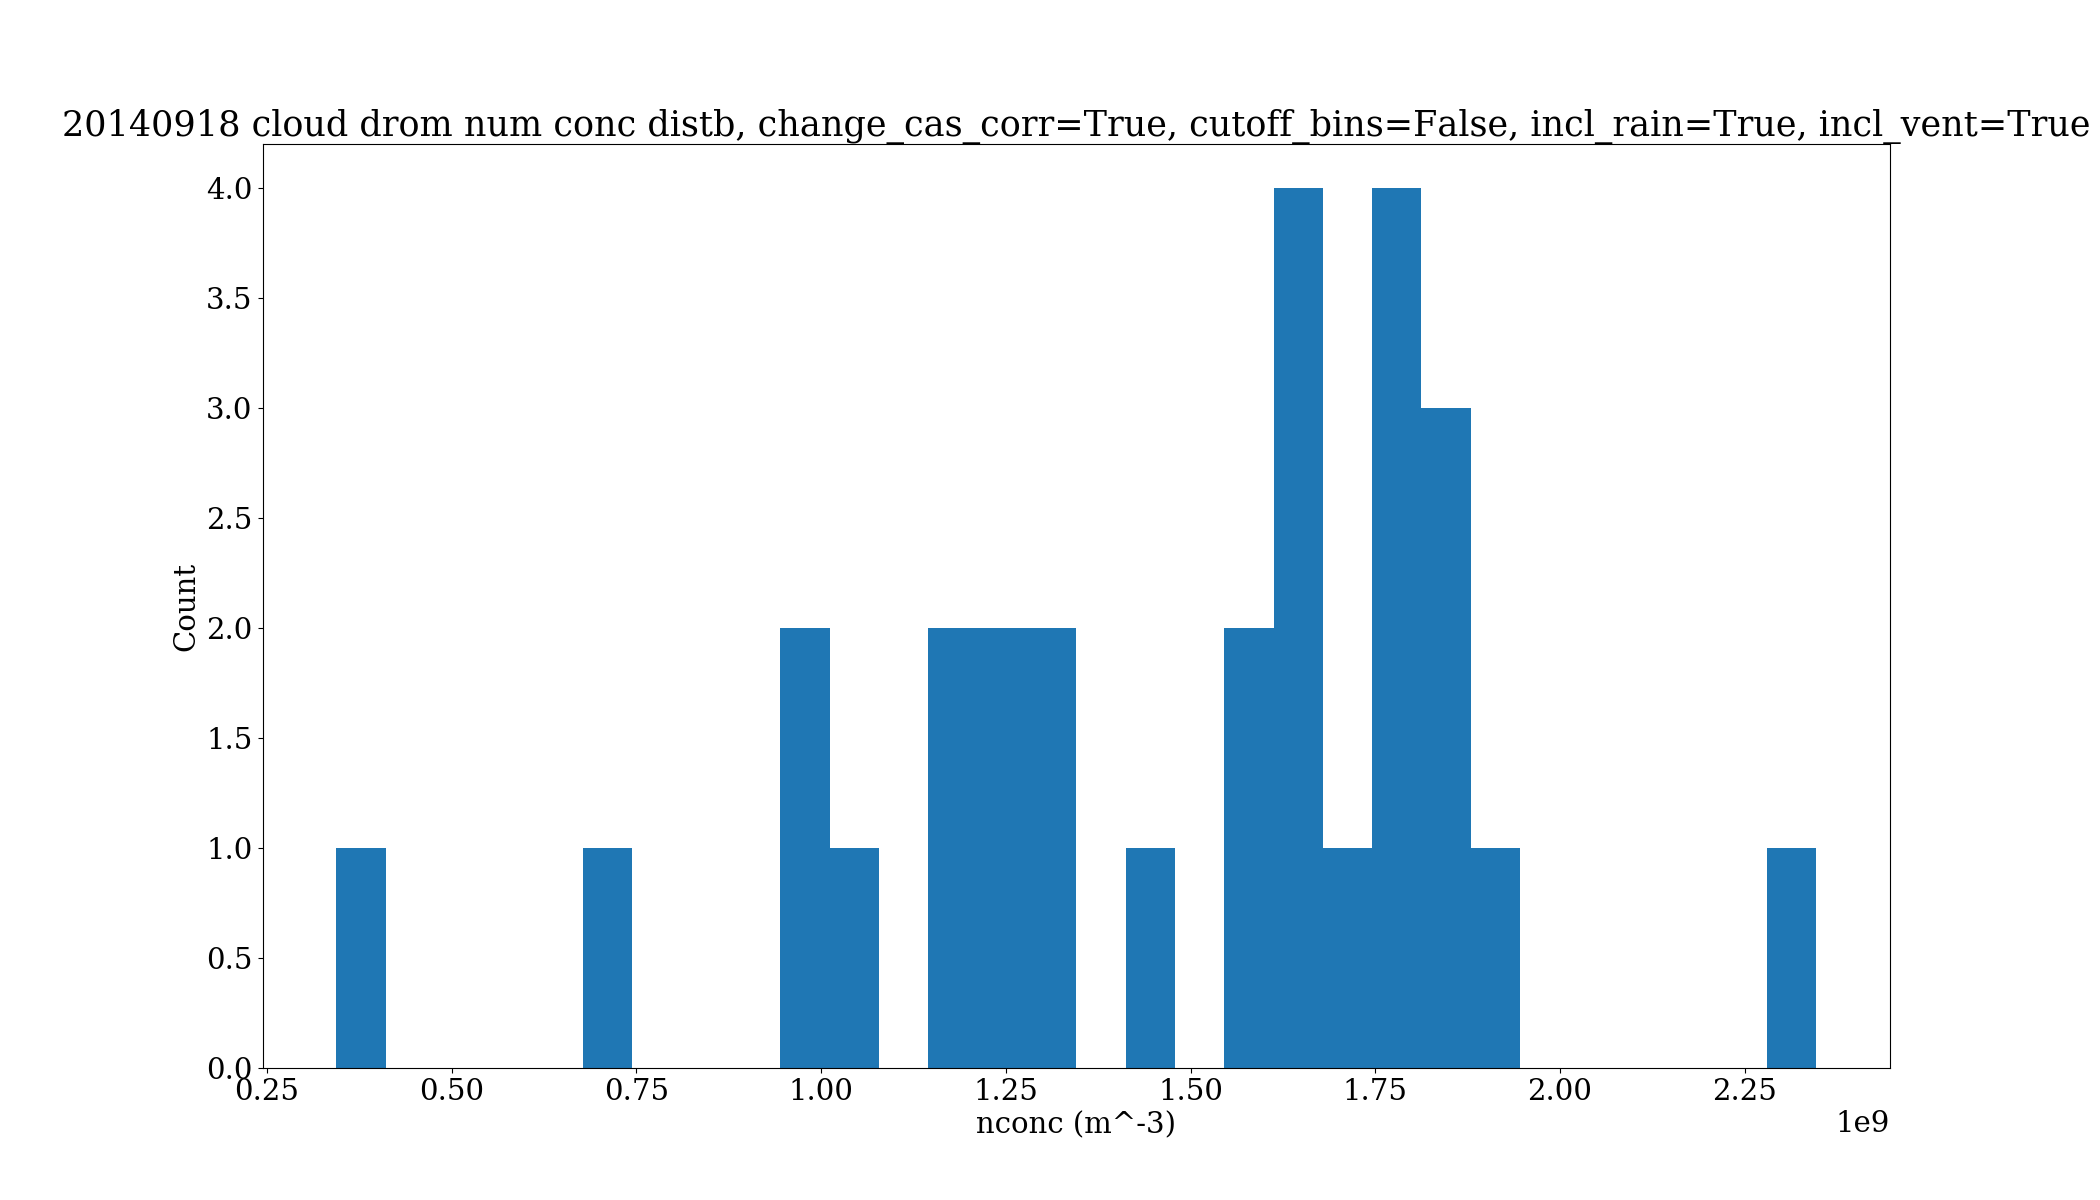 20140918 cloud drom num conc distb, change_cas_corr=True, cutoff_bins=False, incl_rain=True, incl_vent=True
4.0
3.5
3.0
2.5
2.0
1.5
1.0
0.5
0.0
Count
0.25 0.50 0.75 1.00 1.25 1.50 1.75 2.00 2.25
nconc (m^-3)
1e9